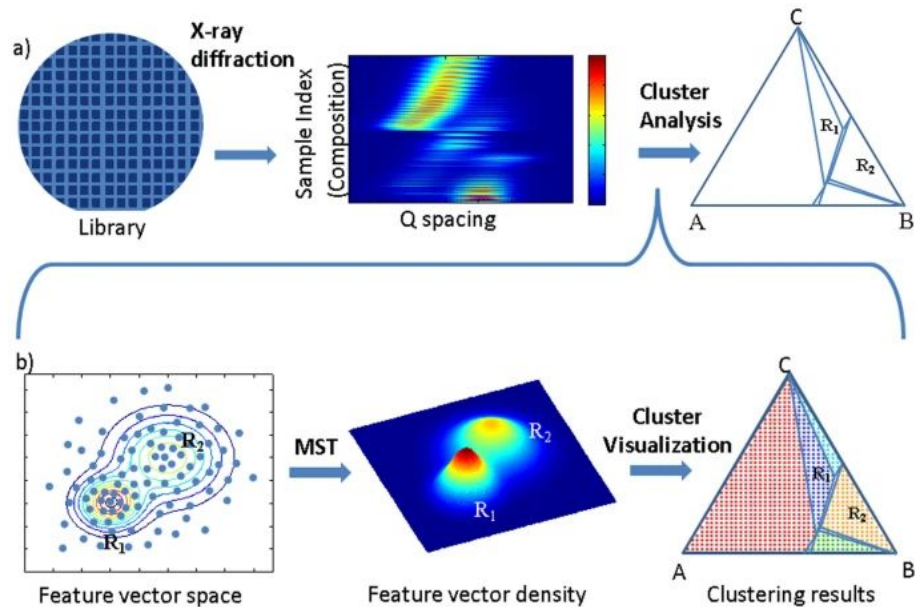 a)
X-ray
diffraction
Library
Sample Index
(Composition)
Q spacing
Cluster
Analysis
C
R₁
R₂
A
B
b)
R₂
R₁
Feature vector space
MST
R₂
R₁
Feature vector density
Cluster
Visualization
C
R₁
R₂
A
B
Clustering results